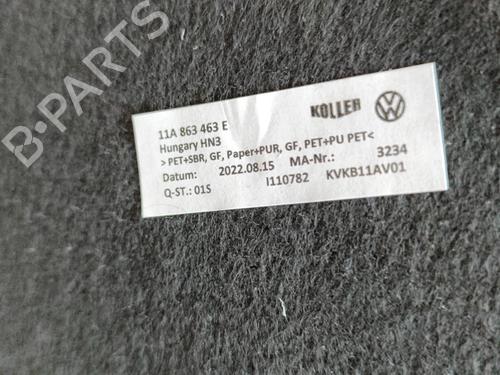 B-PARTS
KOLLER
11A 863 463 E
Hungary HN3
> PET+SBR, GF, Paper+PUR, GF, PET+PU PET<
Datum: 2022.08.15 MA-Nr.: 3234
Q-ST.: 01S I110782 KVKB11AV01